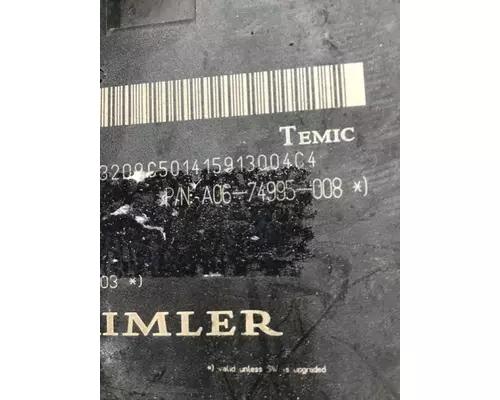 TEMIC
3209C501415913004C4
P/N: A06-74995-008 *)
03 *)
IMLER
*) valid unless SW is upgraded